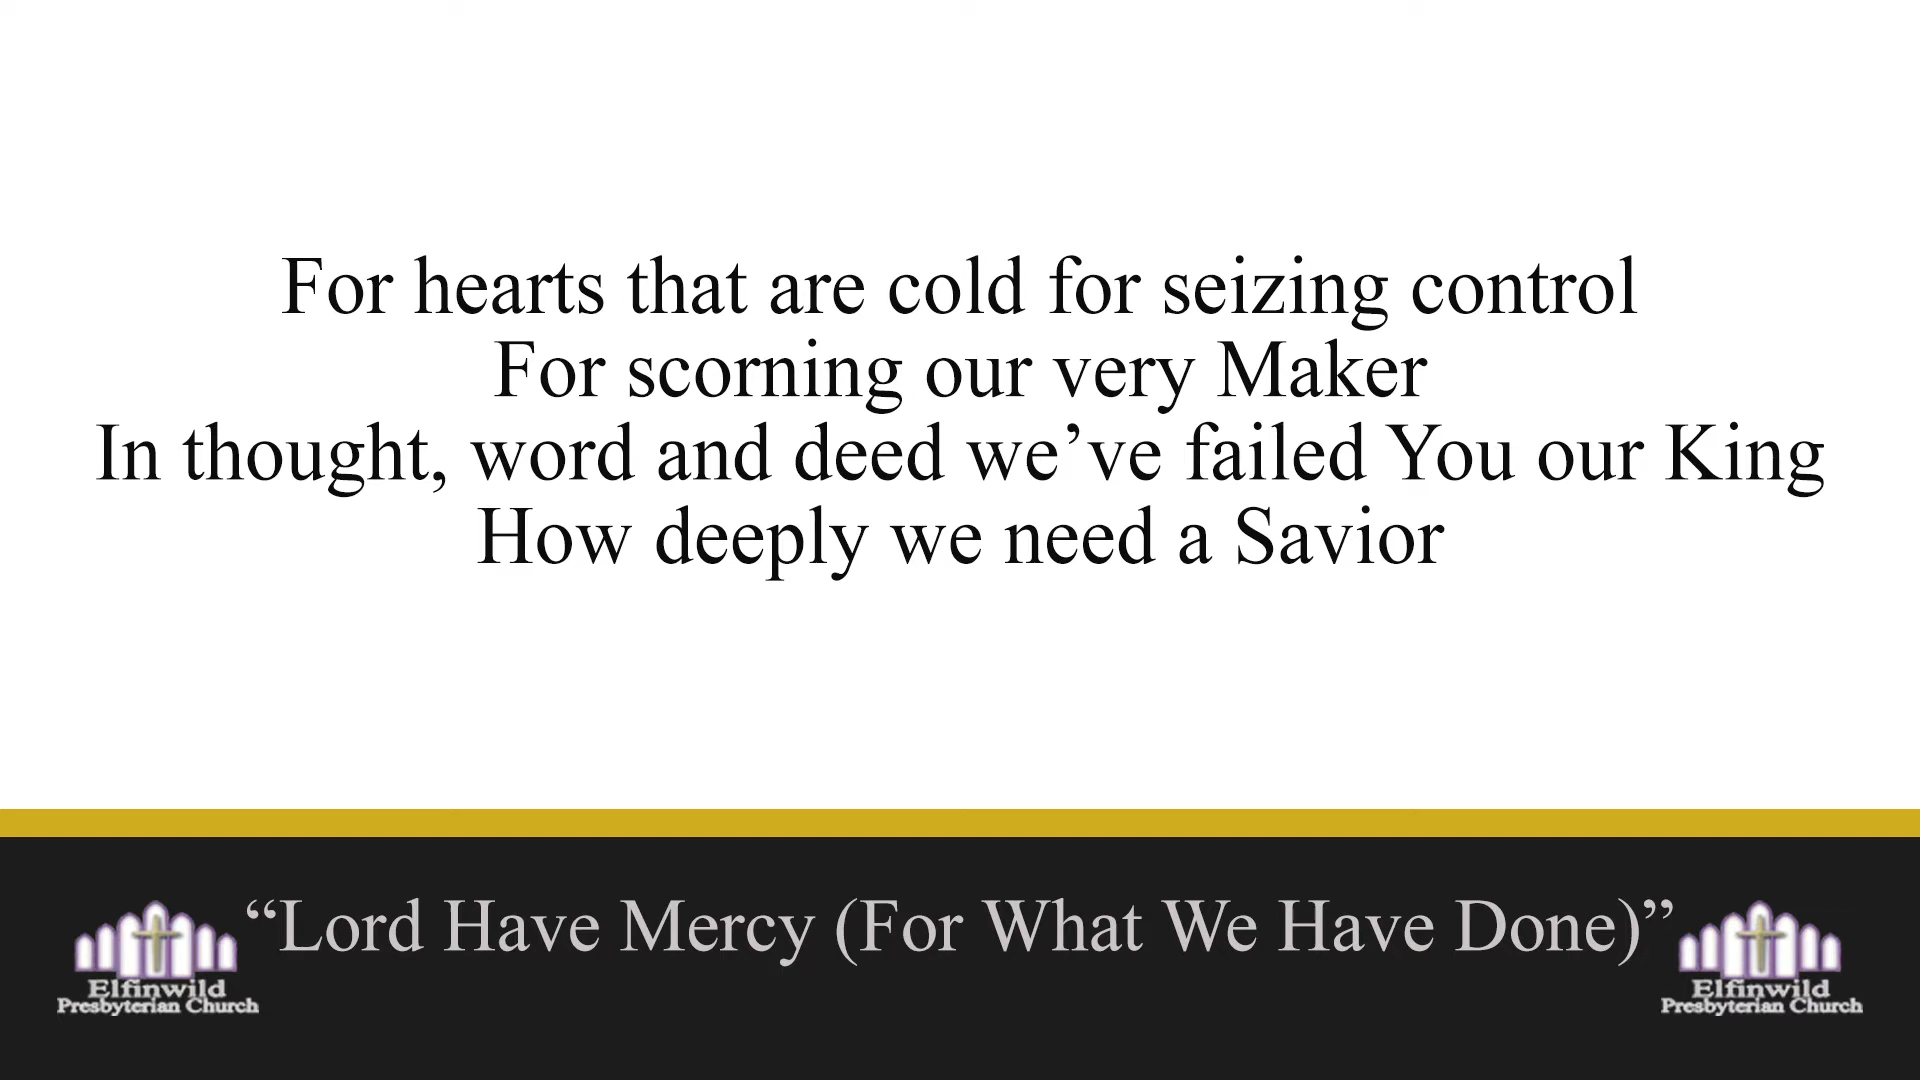 For hearts that are cold for seizing control
For scorning our very Maker
In thought, word and deed we’ve failed You our King
How deeply we need a Savior
“Lord Have Mercy (For What We Have Done)”
Elfinwild
Presbyterian Church
Elfinwild
Presbyterian Church